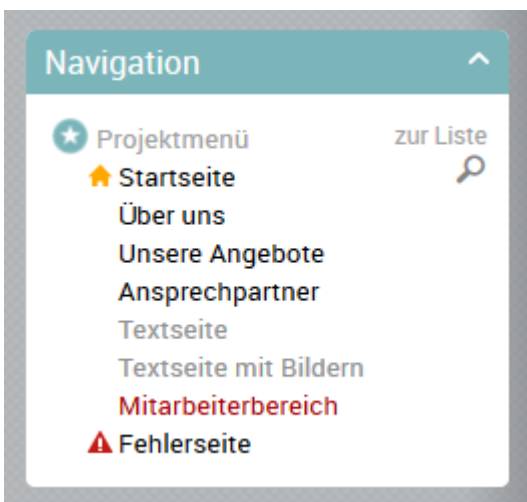 Navigation
Projektmenü zur Liste
Startseite
Über uns
Unsere Angebote
Ansprechpartner
Textseite
Textseite mit Bildern
Mitarbeiterbereich
Fehlerseite